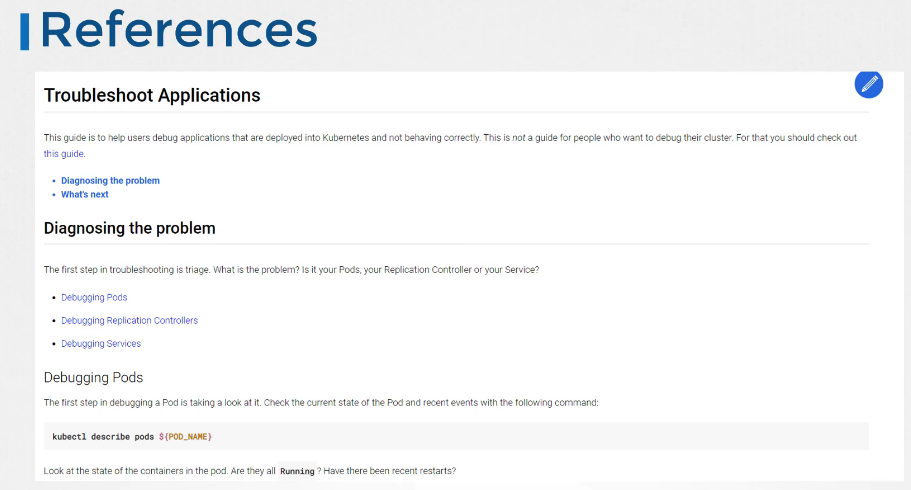 References
Troubleshoot Applications
This guide is to help users debug applications that are deployed into Kubernetes and not behaving correctly. This is not a guide for people who want to debug their cluster. For that you should check out
this guide.
• Diagnosing the problem
• What's next
Diagnosing the problem
The first step in troubleshooting is triage. What is the problem? Is it your Pods, your Replication Controller or your Service?
• Debugging Pods
• Debugging Replication Controllers
• Debugging Services
Debugging Pods
The first step in debugging a Pod is taking a look at it. Check the current state of the Pod and recent events with the following command:
kubectl describe pods ${POD_NAME}
Look at the state of the containers in the pod. Are they all Running ? Have there been recent restarts?